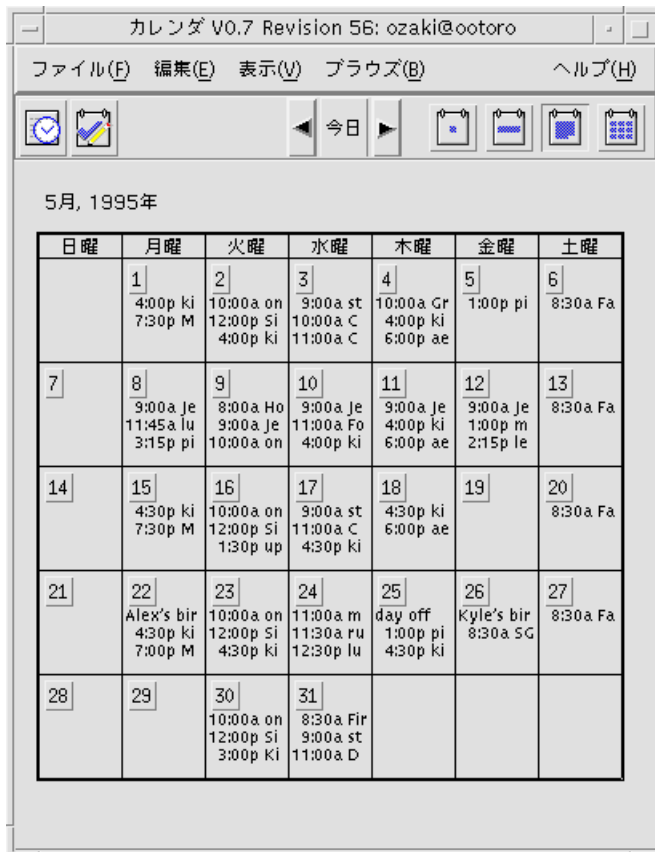 カレンダ V0.7 Revision 56: ozaki@ootoro
ファイル(F) 編集(E) 表示(V) ブラウズ(B) ヘルプ(H)
今日
5月, 1995年
日曜 月曜 火曜 水曜 木曜 金曜 土曜
1 2 3 4 5 6
4:00p ki 10:00a on 9:00a st 10:00a Gr 1:00p pi 8:30a Fa
7:30p M 12:00p Si 10:00a C 4:00p ki
4:00p ki 11:00a C 6:00p ae
7 8 9 10 11 12 13
9:00a Je 8:00a Ho 9:00a Je 9:00a Je 9:00a Je 8:30a Fa
11:45a lu 9:00a Je 11:00a Fo 4:00p ki 1:00p m
3:15p pi 10:00a on 4:00p ki 6:00p ae 2:15p le
14 15 16 17 18 19 20
4:30p ki 10:00a on 9:00a st 4:30p ki 8:30a Fa
7:30p M 12:00p Si 11:00a C 6:00p ae
1:30p up 4:30p ki
21 22 23 24 25 26 27
Alex's bir 10:00a on 11:00a m day off Kyle's bir 8:30a Fa
4:30p ki 12:00p Si 11:30a ru 1:00p pi 8:30a SG
7:00p M 4:30p ki 12:30p lu 4:30p ki
28 29 30 31
10:00a on 8:30a Fir
12:00p Si 9:00a st
3:00p Ki 11:00a D